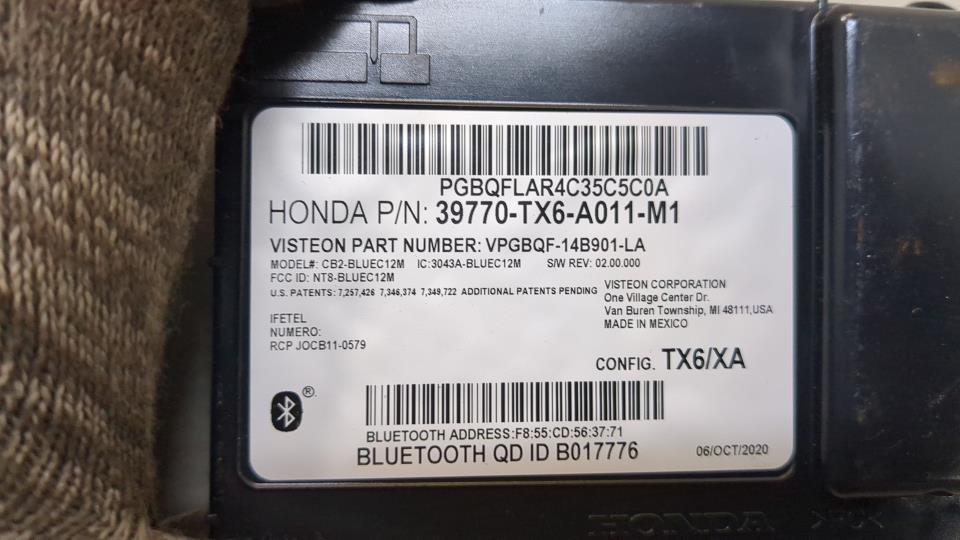 PGBQFLAR4C35C5C0A
HONDA P/N: 39770-TX6-A011-M1
VISTEON PART NUMBER: VPGBQF-14B901-LA
MODEL#: CB2-BLUEC12M IC:3043A-BLUEC12M S/W REV: 02.00.000
FCC ID: NT8-BLUEC12M
U.S. PATENTS: 7,257,426 7,346,374 7,349,722 ADDITIONAL PATENTS PENDING
VISTEON CORPORATION
One Village Center Dr.
Van Buren Township, MI 48111,USA
MADE IN MEXICO
IFETEL
NUMERO:
RCP JOCB11-0579
CONFIG. TX6/XA
®.
BLUETOOTH ADDRESS:F8:55:CD:56:37:71
BLUETOOTH QD ID B017776
06/OCT/2020
HONDA